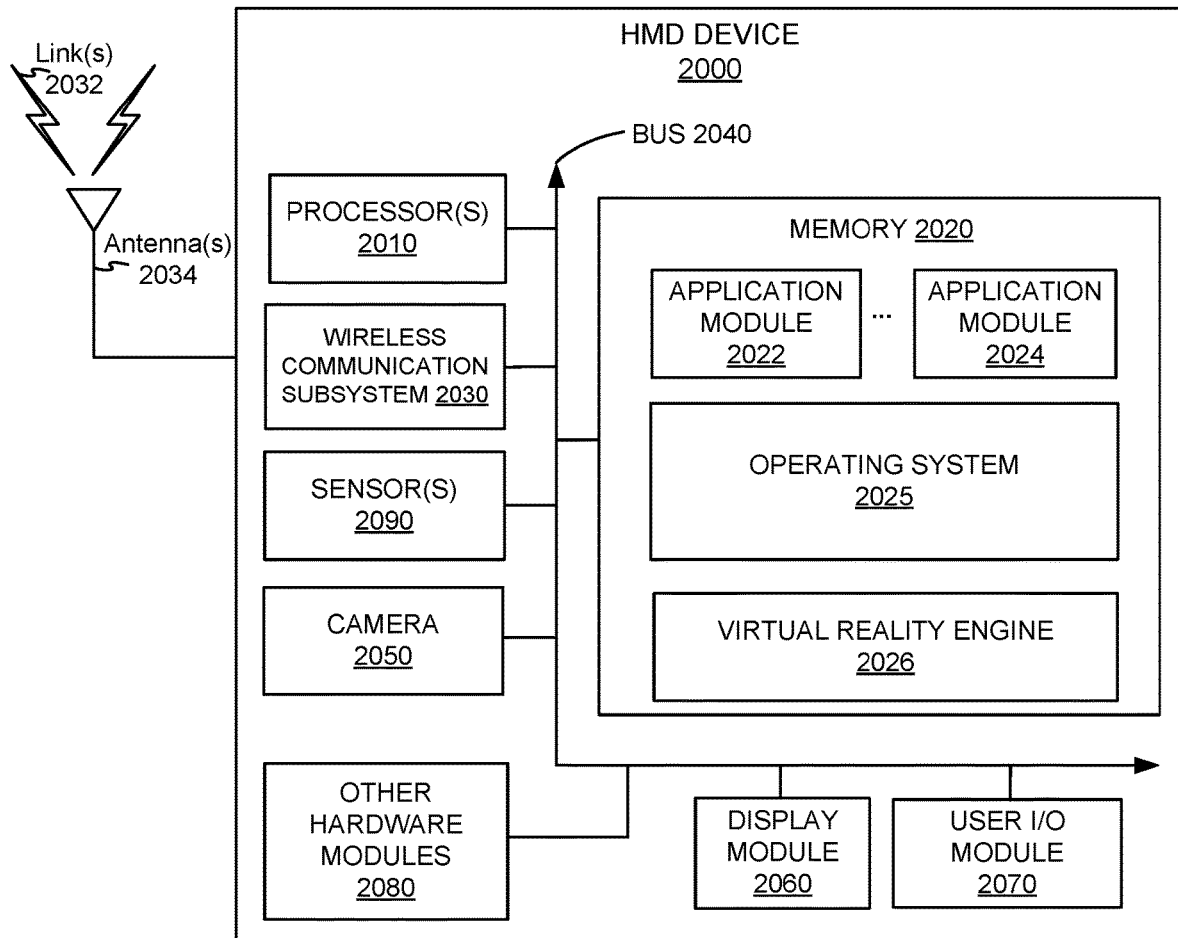 HMD DEVICE
2000
Link(s)
2032
Antenna(s)
2034
BUS 2040
PROCESSOR(S)
2010
WIRELESS
COMMUNICATION
SUBSYSTEM 2030
SENSOR(S)
2090
CAMERA
2050
OTHER
HARDWARE
MODULES
2080
MEMORY 2020
APPLICATION
MODULE
2022
...
APPLICATION
MODULE
2024
OPERATING SYSTEM
2025
VIRTUAL REALITY ENGINE
2026
DISPLAY
MODULE
2060
USER I/O
MODULE
2070